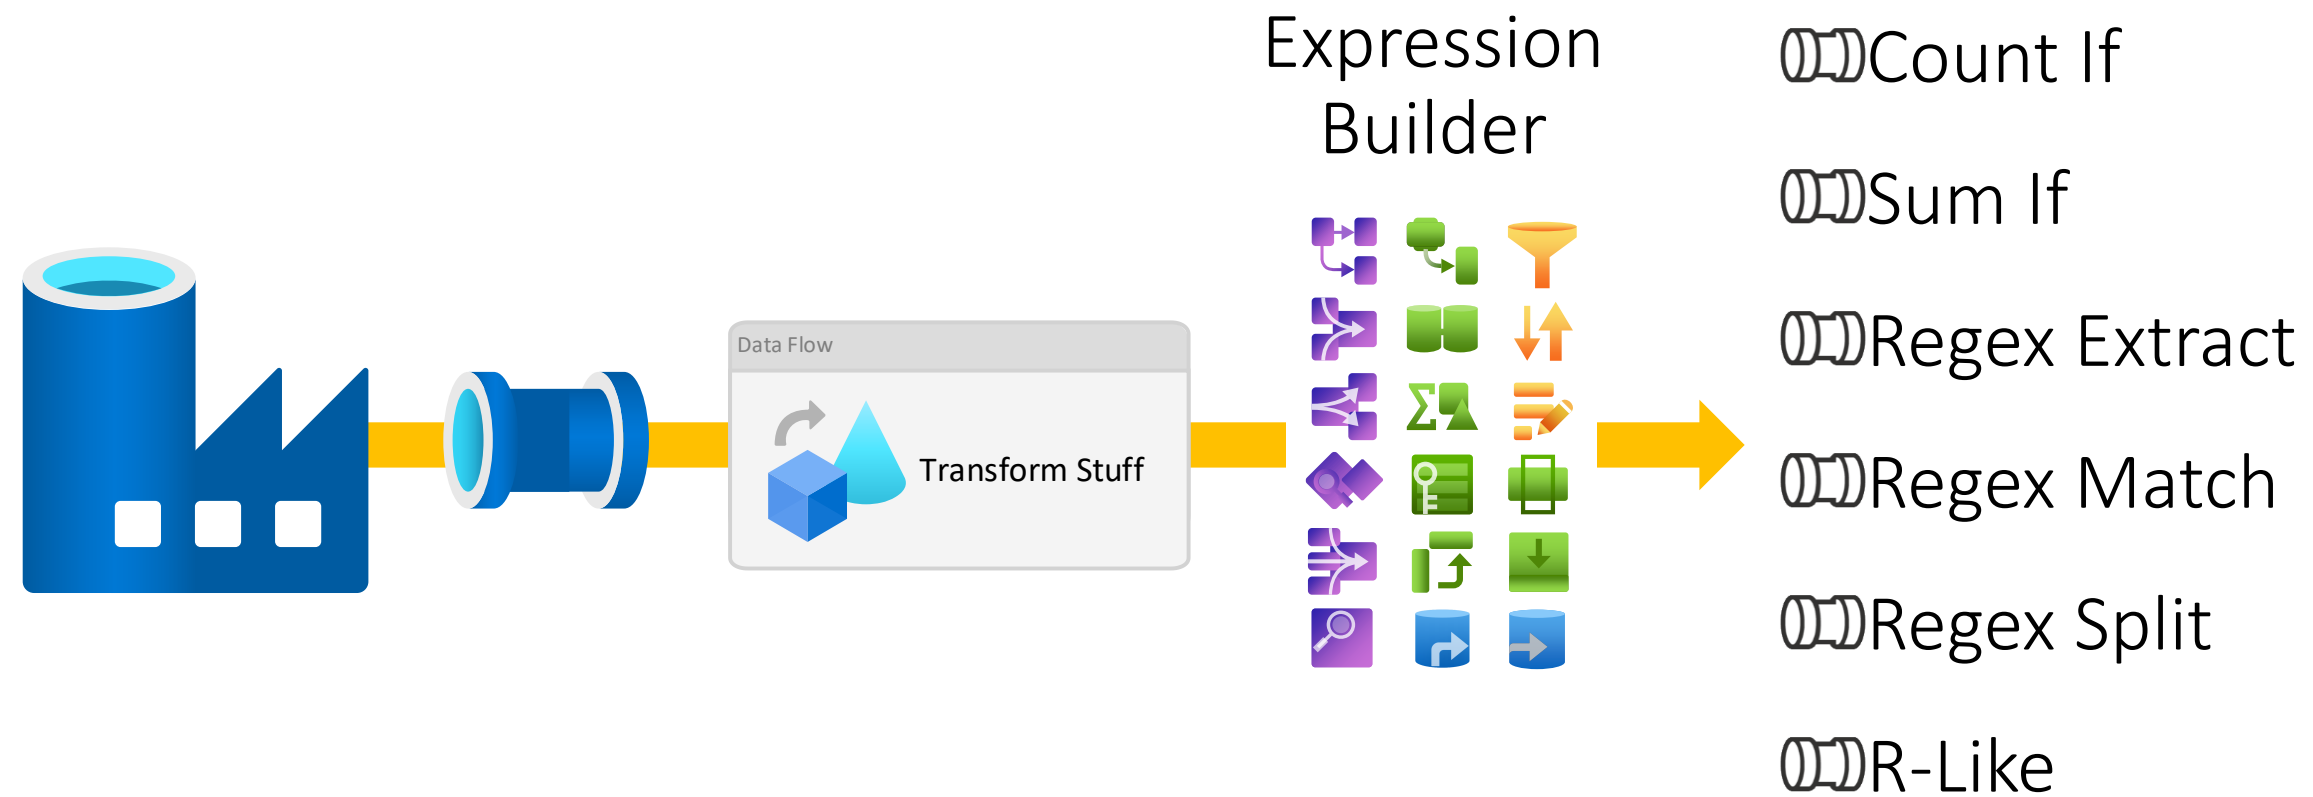 Expression
Builder
Data Flow
Transform Stuff
Count If
Sum If
Regex Extract
Regex Match
Regex Split
R-Like